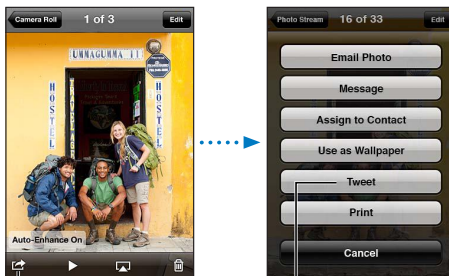 Camera Roll
1 of 3
Edit
UMMAGUMMA II
HOSTEL
HOSTEL
Auto-Enhance On
Photo Stream
16 of 33
Edit
Email Photo
Message
Assign to Contact
Use as Wallpaper
Tweet
Print
Cancel